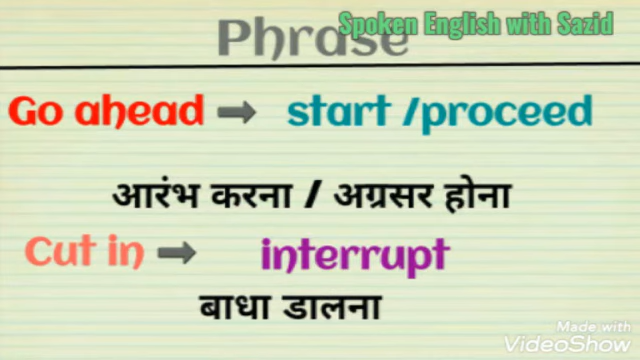 Spoken English with Sazid
Phrase
Go ahead ➡ start /proceed
आरंभ करना / अग्रसर होना
Cut in ➡ interrupt
बाधा डालना
Made with
VideoShow